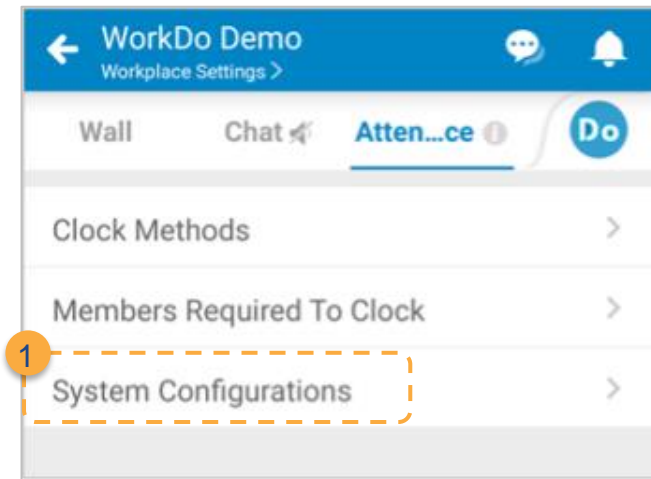 WorkDo Demo
Workplace Settings >
Wall Chat Atten...ce Do
Clock Methods
Members Required To Clock
1
System Configurations